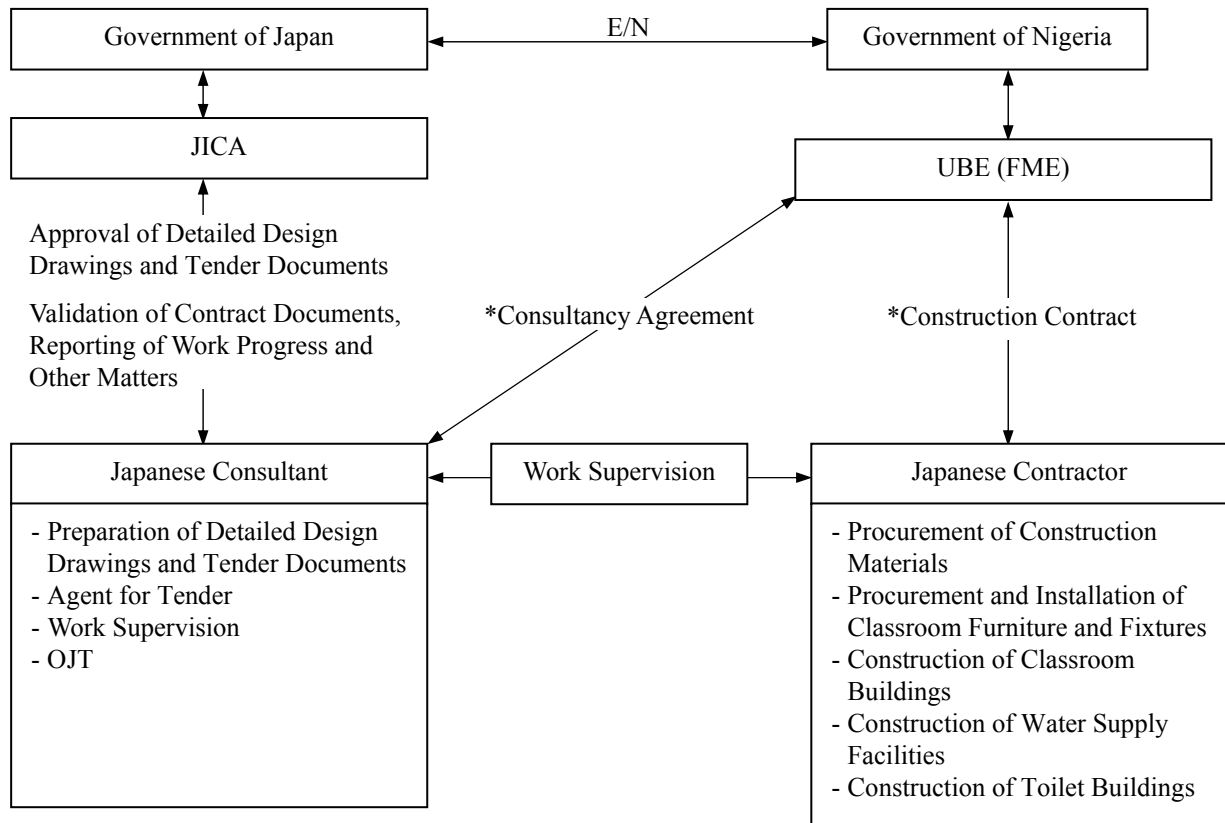 Government of Japan
E/N
Government of Nigeria
JICA
UBE (FME)
Approval of Detailed Design
Drawings and Tender Documents
Validation of Contract Documents,
Reporting of Work Progress and
Other Matters
*Consultancy Agreement
*Construction Contract
Japanese Consultant
Work Supervision
Japanese Contractor
- Preparation of Detailed Design
Drawings and Tender Documents
- Agent for Tender
- Work Supervision
- OJT
- Procurement of Construction
Materials
- Procurement and Installation of
Classroom Furniture and Fixtures
- Construction of Classroom
Buildings
- Construction of Water Supply
Facilities
- Construction of Toilet Buildings